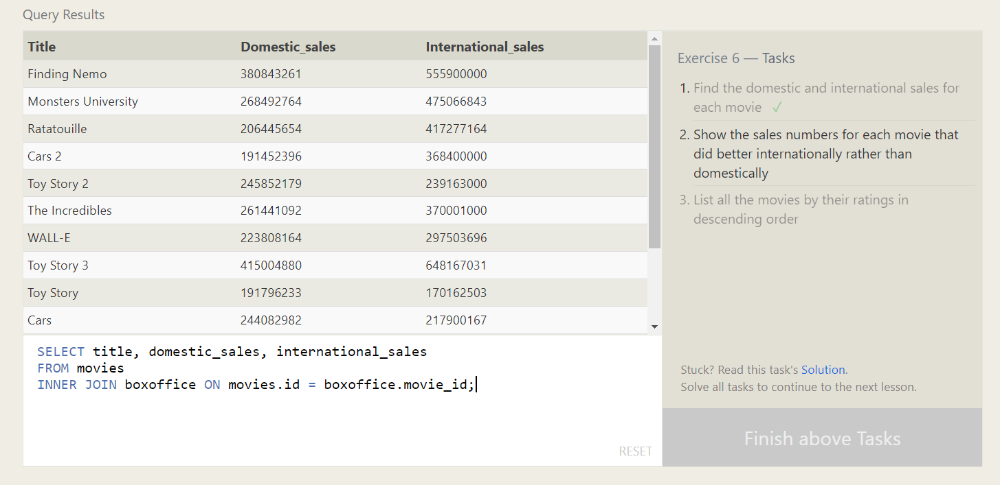 Query Results
Title Domestic_sales International_sales
Finding Nemo 380843261 555900000
Monsters University 268492764 475066843
Ratatouille 206445654 417277164
Cars 2 191452396 368400000
Toy Story 2 245852179 239163000
The Incredibles 261441092 370001000
WALL-E 223808164 297503696
Toy Story 3 415004880 648167031
Toy Story 191796233 170162503
Cars 244082982 217900167
SELECT title, domestic_sales, international_sales
FROM movies
INNER JOIN boxoffice ON movies.id = boxoffice.movie_id;
RESET
Exercise 6 — Tasks
1. Find the domestic and international sales for
each movie ✓
2. Show the sales numbers for each movie that
did better internationally rather than
domestically
3. List all the movies by their ratings in
descending order
Stuck? Read this task's Solution.
Solve all tasks to continue to the next lesson.
Finish above Tasks